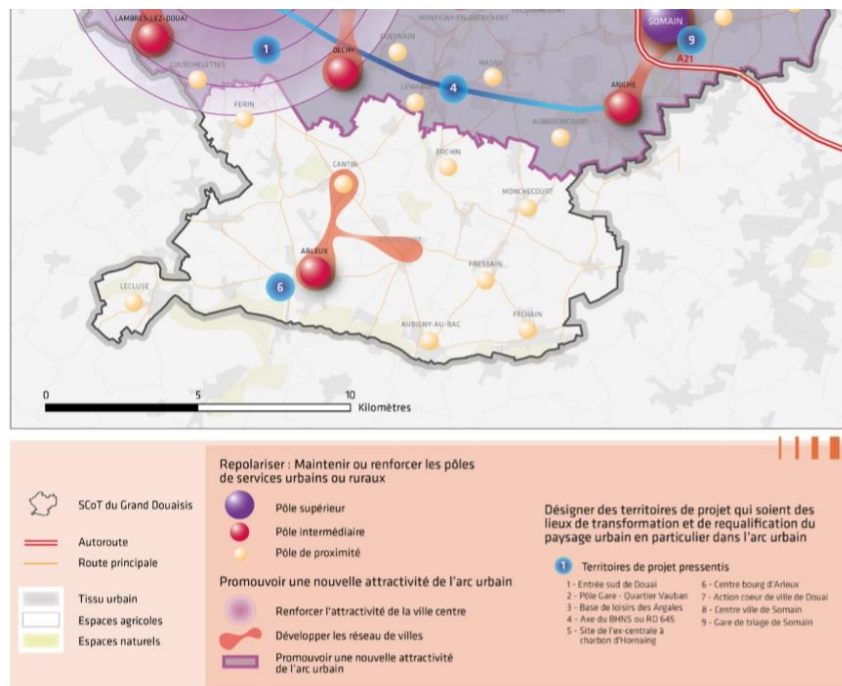 LAMBRES-LEZ-DOUAI
MONTIGNY-EN-OSTREVENT
SOMAIN
1
DECHY
GUESNAIN
9
A21
COURCHELETTES
MASNY
4
LEWARDE
ANICHE
FERIN
AUBERCHICOURT
ERCHIN
CANTIN
MONCHECOURT
ARLEUX
FRESSAIN
6
LECLUSE
AUBIGNY-AU-BAC
FECHAIN
0
5
10
Kilomètres
SCoT du Grand Douaisis
Autoroute
Route principale
Tissu urbain
Espaces agricoles
Espaces naturels
Repolariser : Maintenir ou renforcer les pôles
de services urbains ou ruraux
Pôle supérieur
Pôle intermédiaire
Pôle de proximité
Promouvoir une nouvelle attractivité de l'arc urbain
Renforcer l'attractivité de la ville centre
Développer les réseau de villes
Promouvoir une nouvelle attractivité
de l'arc urbain
Désigner des territoires de projet qui soient des
lieux de transformation et de requalification du
paysage urbain en particulier dans l'arc urbain
1 Territoires de projet pressentis
1 - Entrée sud de Douai
2 - Pôle Gare - Quartier Vauban
3 - Base de loisirs des Argales
4 - Axe du BHNS ou RD 645
5 - Site de l'ex-centrale à
charbon d'Hornaing
6 - Centre bourg d'Arleux
7 - Action coeur de ville de Douai
8 - Centre ville de Somain
9 - Gare de triage de Somain